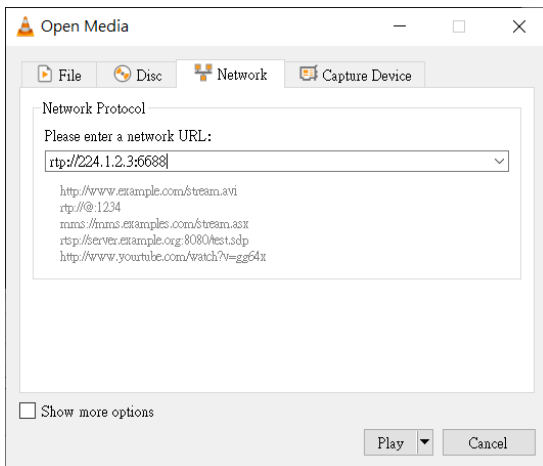 Open Media
File Disc Network Capture Device
Network Protocol
Please enter a network URL:
rtp://224.1.2.3:6688
http://www.example.com/stream.avi
rtp://@:1234
mms://mms.examples.com/stream.asx
rtsp://server.example.org:8080/test.sdp
http://www.yourtube.com/watch?v=gg64x
Show more options
Play Cancel